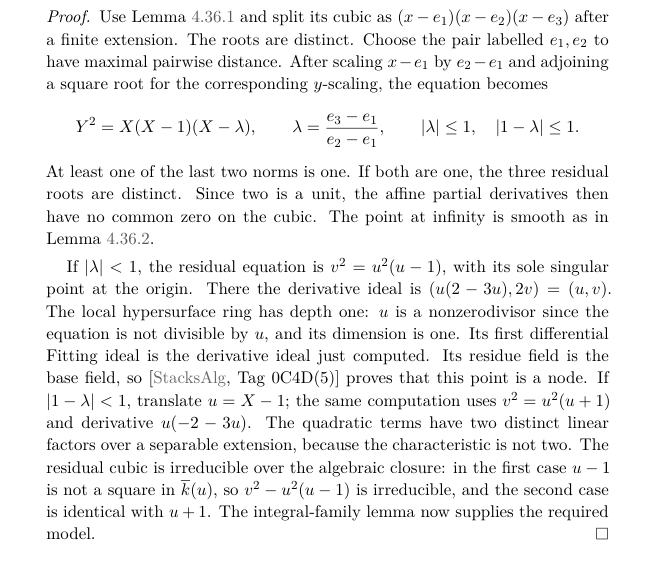 Proof. Use Lemma 4.36.1 and split its cubic as (x − e₁)(x − e₂)(x − e₃) after
a finite extension. The roots are distinct. Choose the pair labelled e₁, e₂ to
have maximal pairwise distance. After scaling x − e₁ by e₂ − e₁ and adjoining
a square root for the corresponding y-scaling, the equation becomes
Y² = X(X − 1)(X − λ), λ = (e₃ − e₁)/(e₂ − e₁), |λ| ≤ 1, |1 − λ| ≤ 1.
At least one of the last two norms is one. If both are one, the three residual
roots are distinct. Since two is a unit, the affine partial derivatives then
have no common zero on the cubic. The point at infinity is smooth as in
Lemma 4.36.2.
If |λ| < 1, the residual equation is v² = u²(u − 1), with its sole singular
point at the origin. There the derivative ideal is (u(2 − 3u), 2v) = (u, v).
The local hypersurface ring has depth one: u is a nonzerodivisor since the
equation is not divisible by u, and its dimension is one. Its first differential
Fitting ideal is the derivative ideal just computed. Its residue field is the
base field, so [StacksAlg, Tag 0C4D(5)] proves that this point is a node. If
|1 − λ| < 1, translate u = X − 1; the same computation uses v² = u²(u + 1)
and derivative u(−2 − 3u). The quadratic terms have two distinct linear
factors over a separable extension, because the characteristic is not two. The
residual cubic is irreducible over the algebraic closure: in the first case u − 1
is not a square in k̅(u), so v² − u²(u − 1) is irreducible, and the second case
is identical with u + 1. The integral-family lemma now supplies the required
model. □